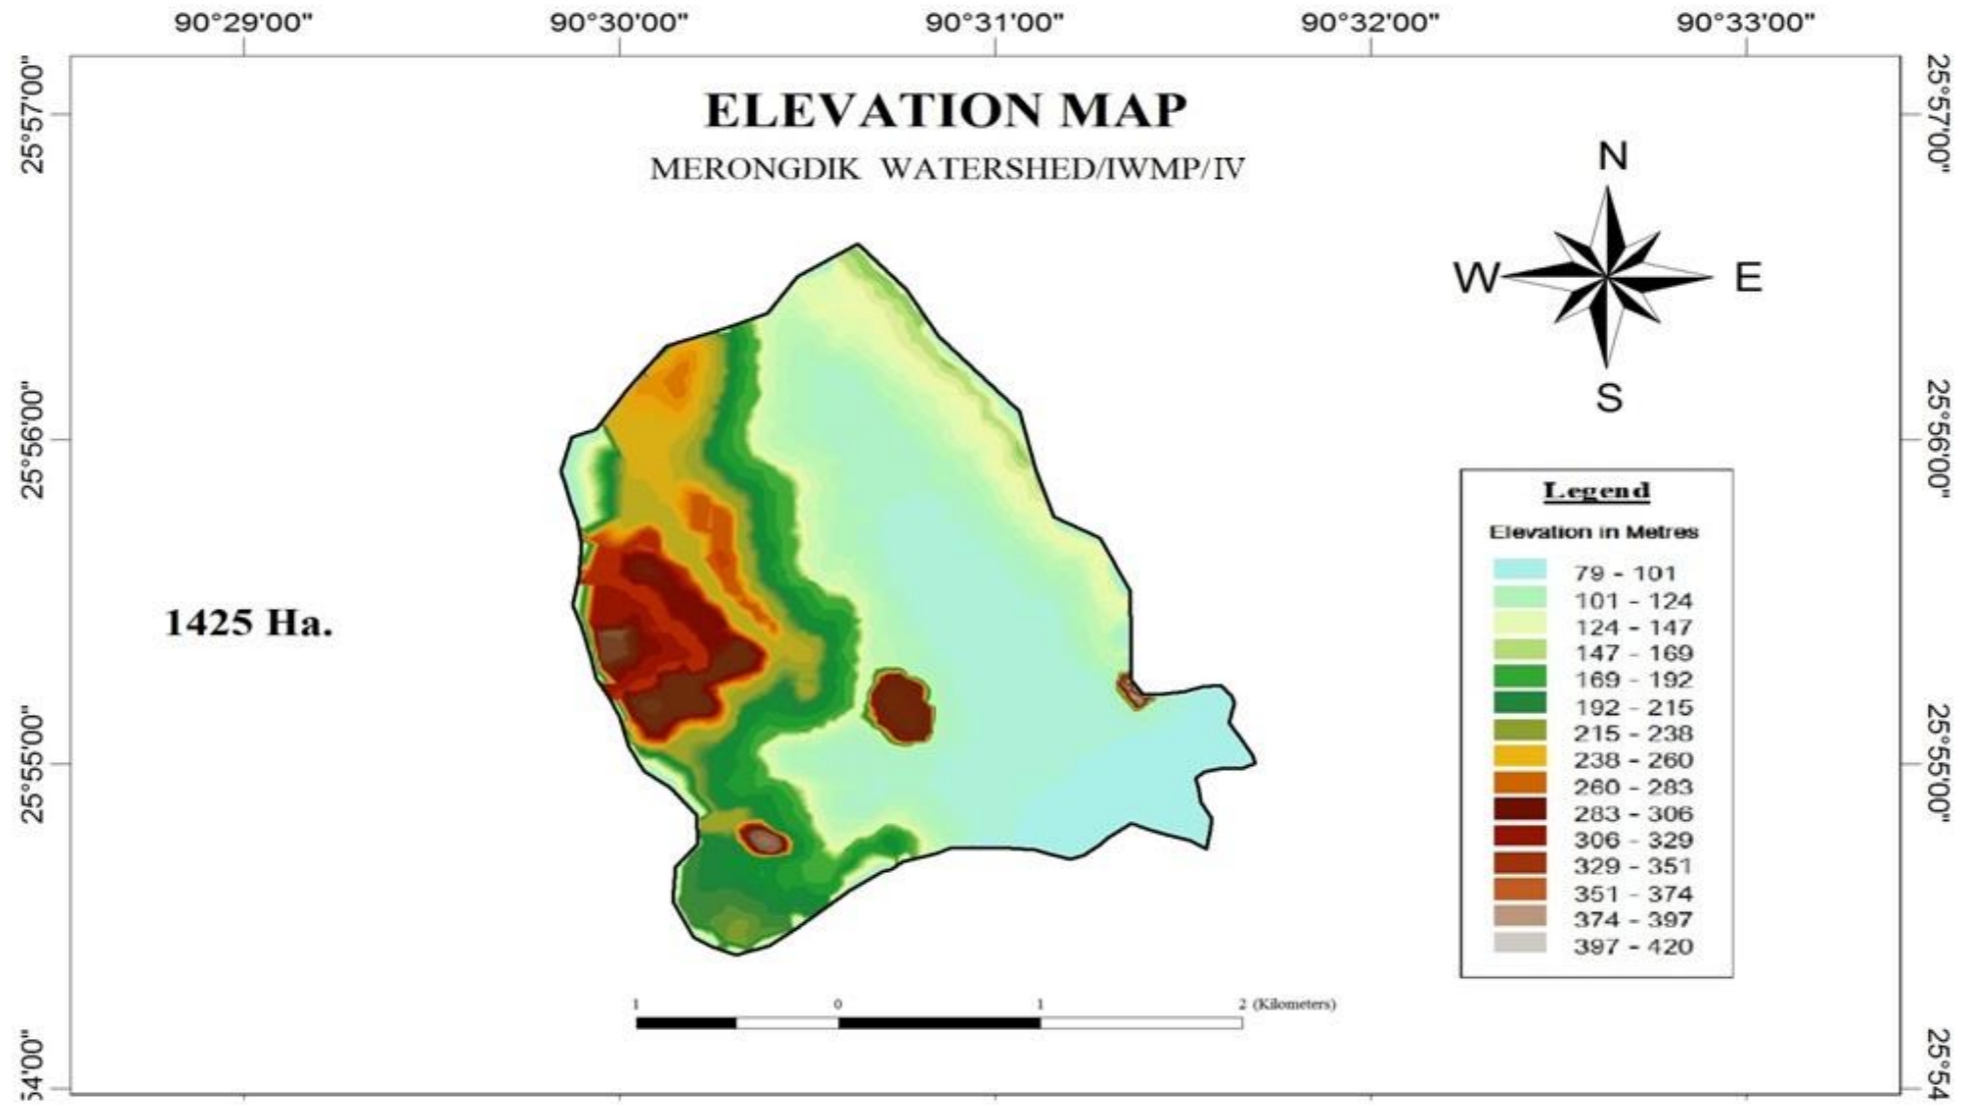 90°29'00" 90°30'00" 90°31'00" 90°32'00" 90°33'00"
25°57'00" 25°57'00"
ELEVATION MAP
MERONGDIK WATERSHED/IWMP/IV
N
W E
S
25°56'00" 25°56'00"
Legend
Elevation in Metres
79 - 101
101 - 124
124 - 147
147 - 169
169 - 192
192 - 215
215 - 238
238 - 260
260 - 283
283 - 306
306 - 329
329 - 351
351 - 374
374 - 397
397 - 420
1425 Ha.
25°55'00" 25°55'00"
1 0 1 2 (Kilometers)
54'00" 25°54